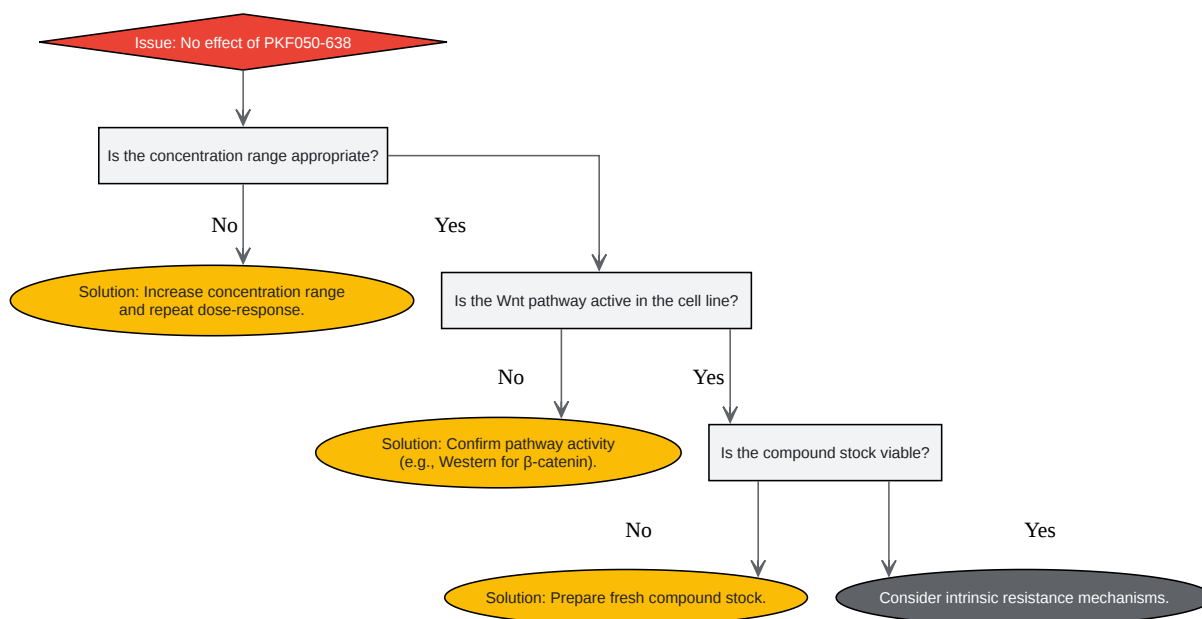 Issue: No effect of PKF050-638
Is the concentration range appropriate?
No
Yes
Solution: Increase concentration range
and repeat dose-response.
Is the Wnt pathway active in the cell line?
No
Yes
Solution: Confirm pathway activity
(e.g., Western for β-catenin).
Is the compound stock viable?
No
Yes
Solution: Prepare fresh compound stock.
Consider intrinsic resistance mechanisms.